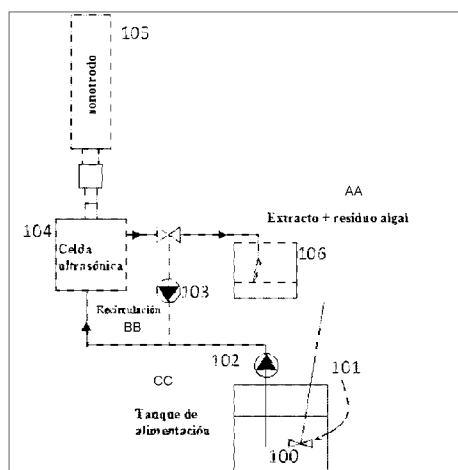 105
sonotrodo
AA
Extracto + residuo algal
104
Celda
ultrasónica
106
103
Recirculación
BB
102
101
CC
Tanque de
alimentación
100